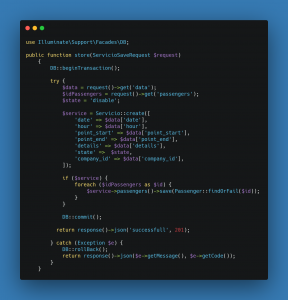 use Illuminate\Support\Facades\DB;
public function store(ServicioSaveRequest $request)
{
DB::beginTransaction();
try {
$data = request()->get('data');
$idPassengers = request()->get('passengers');
$state = 'disable';
$service = Servicio::create([
'date' => $data['date'],
'hour' => $data['hour'],
'point_start' => $data['point_start'],
'point_end' => $data['point_end'],
'details' => $data['details'],
'state' => $state,
'company_id' => $data['company_id'],
]);
if ($service) {
foreach ($idPassengers as $id) {
$service->passengers()->save(Passenger::findOrFail($id));
}
}
DB::commit();
return response()->json('successfull', 201);
} catch (Exception $e) {
DB::rollBack();
return response()->json($e->getMessage(), $e->getCode());
}
}